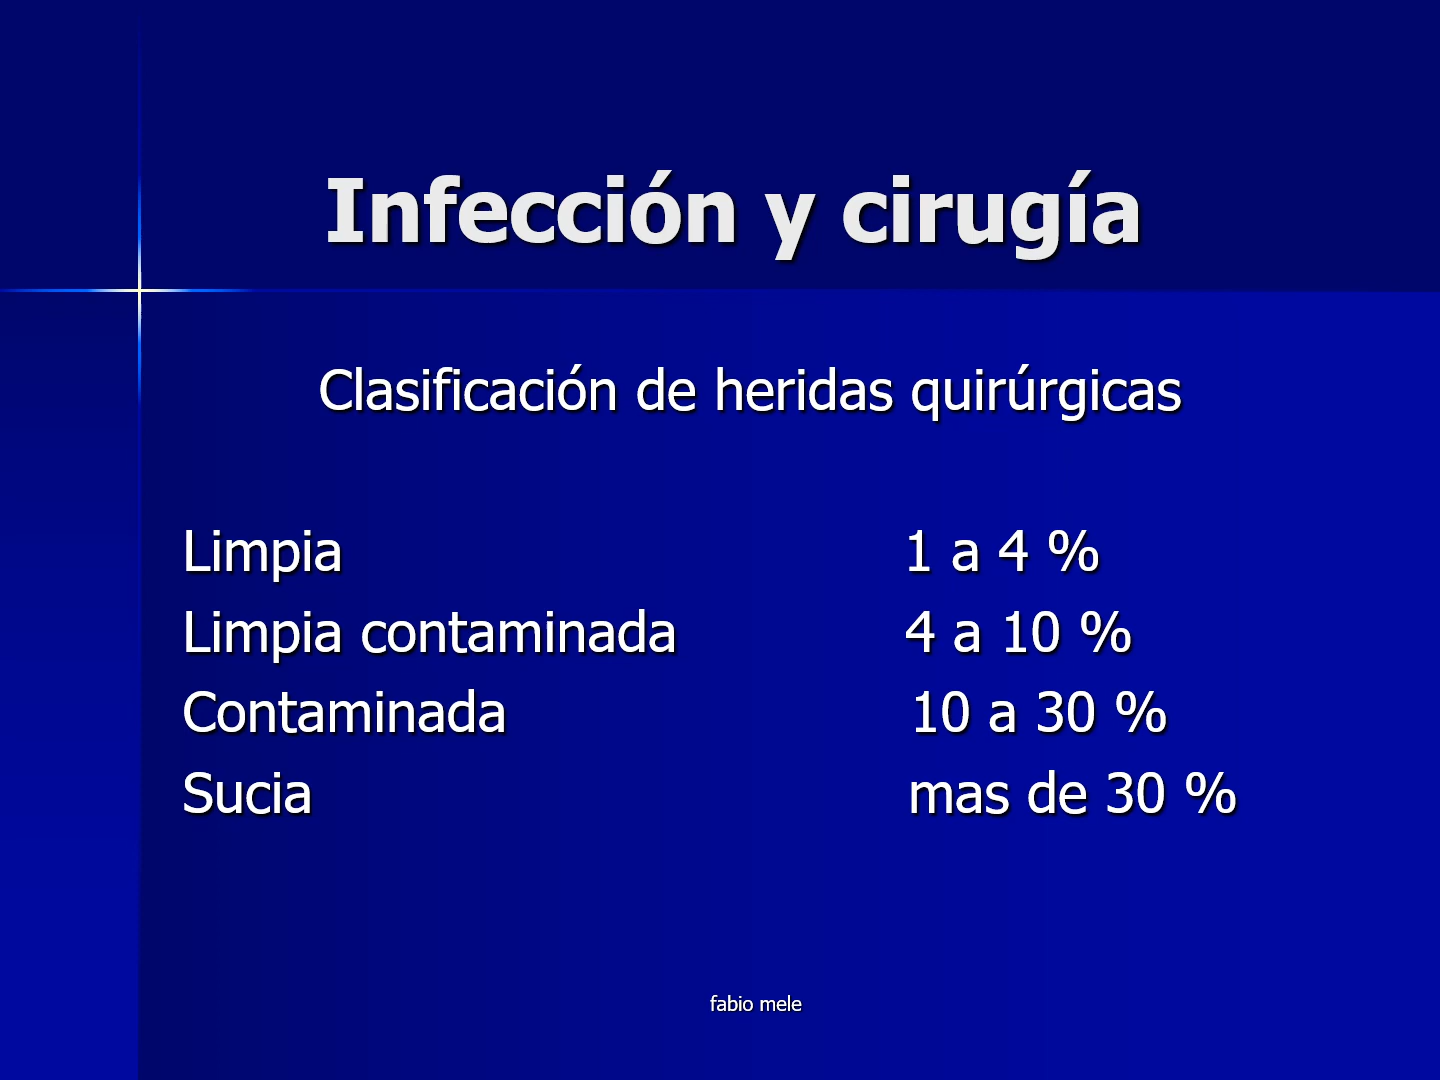 Infección y cirugía
Clasificación de heridas quirúrgicas
Limpia 1 a 4 %
Limpia contaminada 4 a 10 %
Contaminada 10 a 30 %
Sucia mas de 30 %
fabio mele